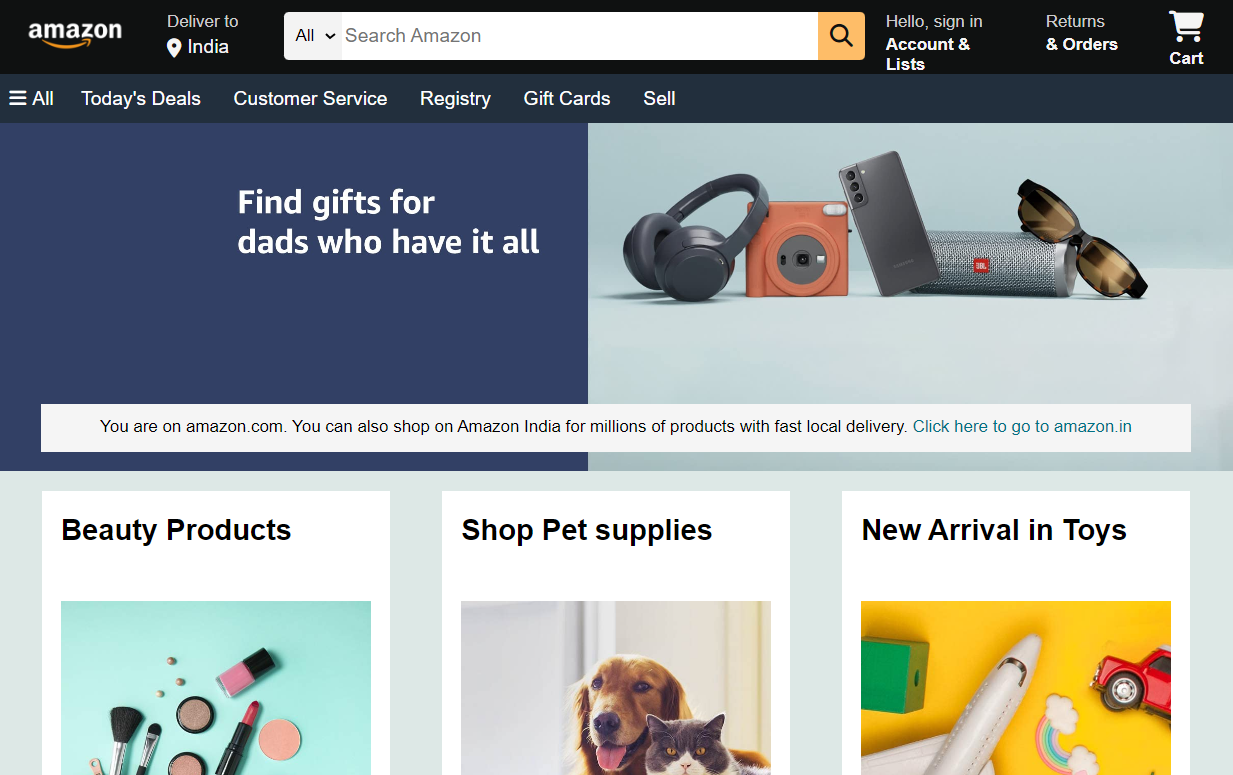 amazon
Deliver to
India
All
Search Amazon
Hello, sign in
Account &
Lists
Returns
& Orders
Cart
All
Today's Deals
Customer Service
Registry
Gift Cards
Sell
Find gifts for
dads who have it all
SAMSUNG
JBL
You are on amazon.com. You can also shop on Amazon India for millions of products with fast local delivery. Click here to go to amazon.in
Beauty Products
Shop Pet supplies
New Arrival in Toys